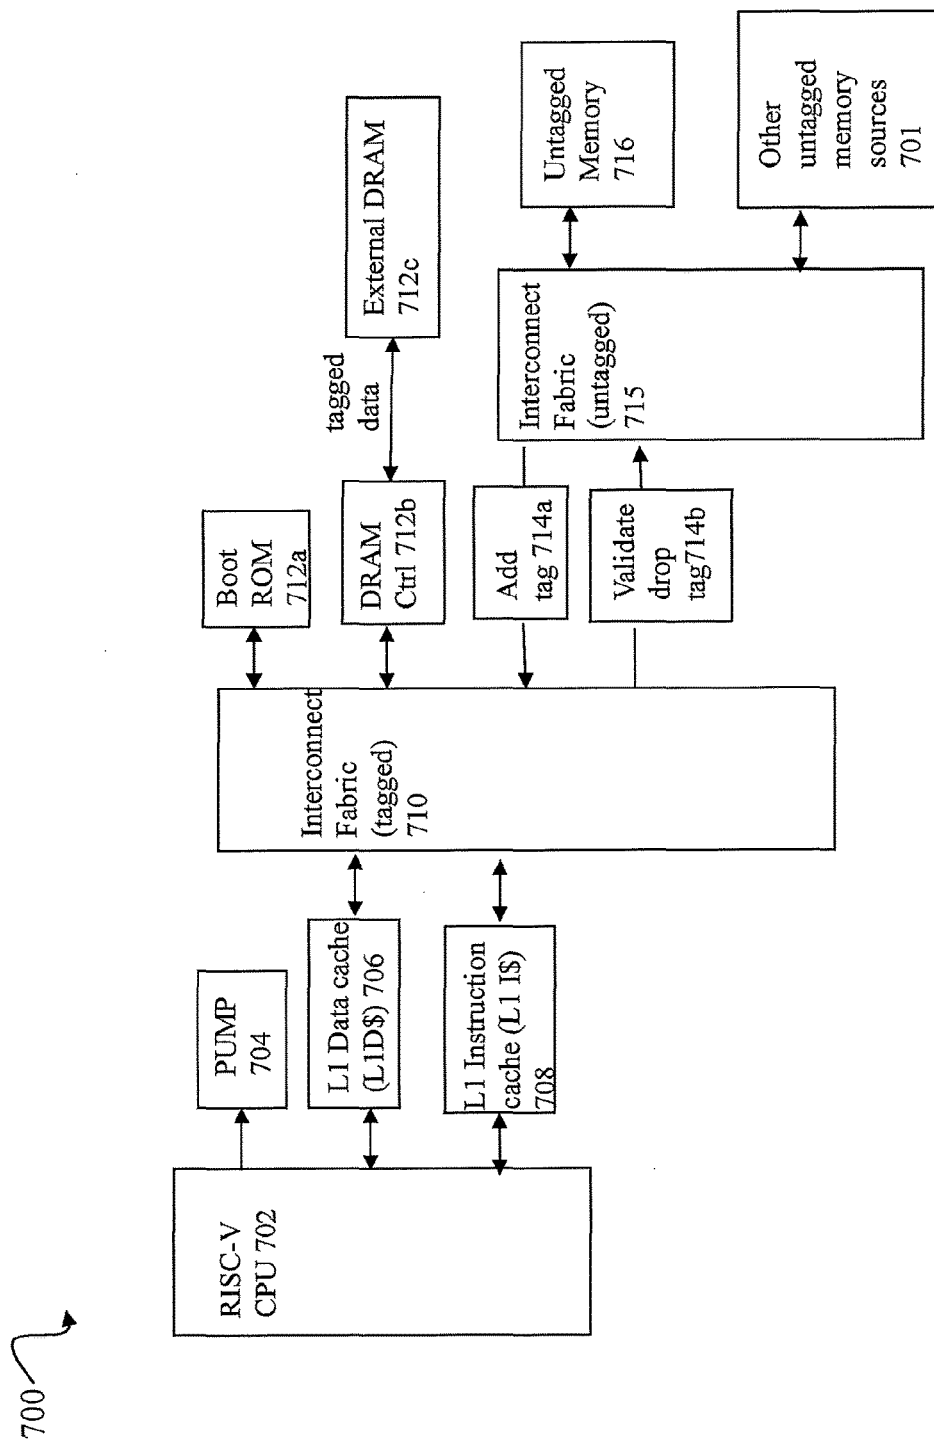 700
RISC-V
CPU 702
PUMP
704
L1 Data cache
(L1D$) 706
L1 Instruction
cache (L1 I$)
708
Interconnect
Fabric
(tagged)
710
Boot
ROM
712a
DRAM
Ctrl 712b
tagged
data
External DRAM
712c
Add
tag 714a
Validate
drop
tag714b
Interconnect
Fabric
(untagged)
715
Untagged
Memory
716
Other
untagged
memory
sources
701